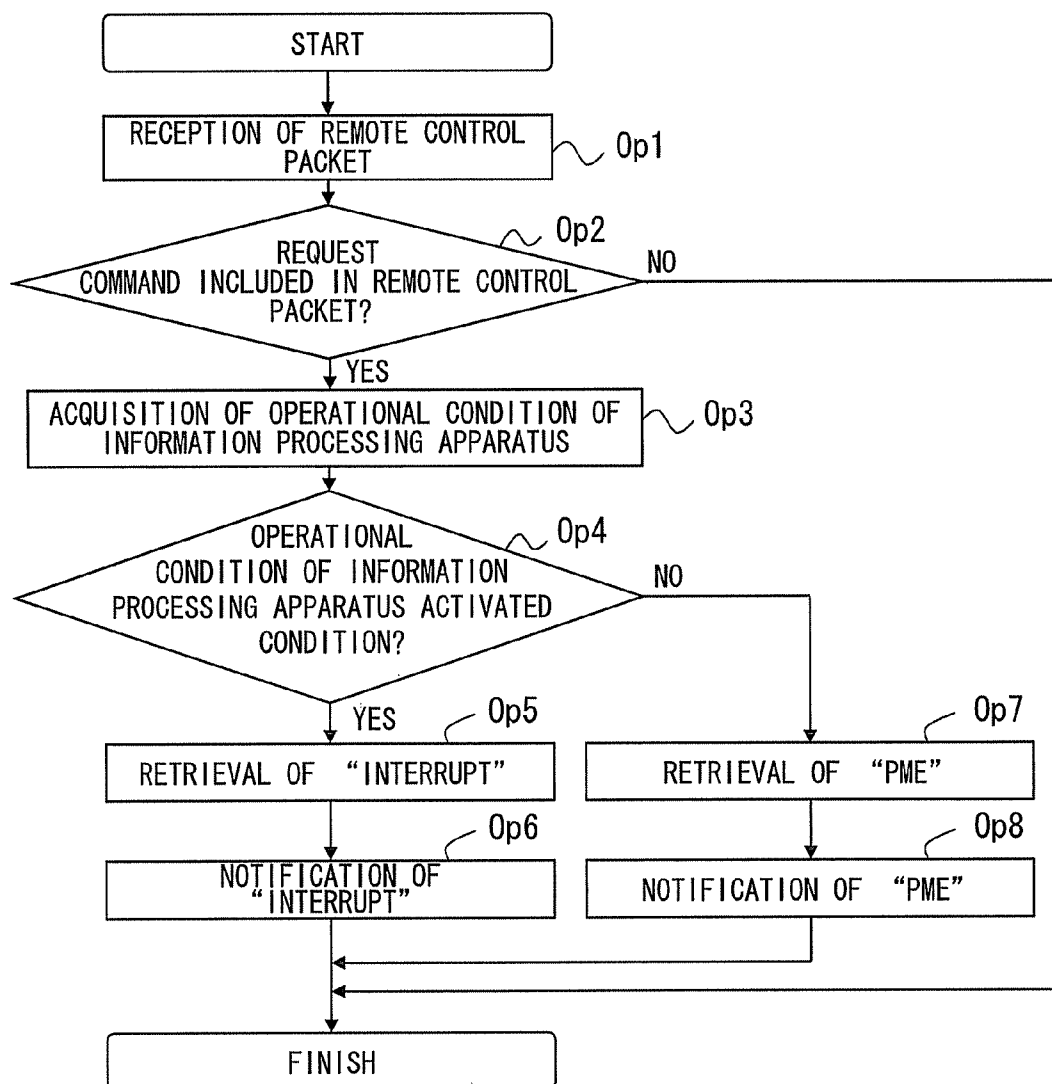 START
RECEPTION OF REMOTE CONTROL
PACKET
Op1
REQUEST
COMMAND INCLUDED IN REMOTE CONTROL
PACKET?
Op2
NO
YES
ACQUISITION OF OPERATIONAL CONDITION OF
INFORMATION PROCESSING APPARATUS
Op3
OPERATIONAL
CONDITION OF INFORMATION
PROCESSING APPARATUS ACTIVATED
CONDITION?
Op4
NO
YES
Op5
RETRIEVAL OF “INTERRUPT”
Op7
RETRIEVAL OF “PME”
Op6
NOTIFICATION OF
“INTERRUPT”
Op8
NOTIFICATION OF “PME”
FINISH